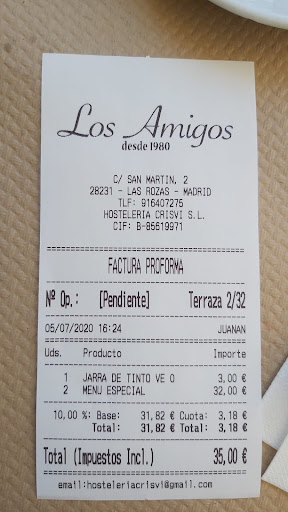 Los Amigos
desde 1980
C/ SAN MARTIN, 2
28231 - LAS ROZAS - MADRID
TLF: 916407275
HOSTELERIA CRISVI S.L.
CIF: B-85619971
FACTURA PROFORMA
Nº Op.: [Pendiente] Terraza 2/32
05/07/2020 16:24 JUANAN
Uds. Producto Importe
1 JARRA DE TINTO VE O 3,00 €
2 MENU ESPECIAL 32,00 €
10,00 %: Base: 31,82 € Cuota: 3,18 €
Total: 31,82 € Total: 3,18 €
Total (Impuestos Incl.) 35,00 €
email:hosteleriacrisvi@gmail.com